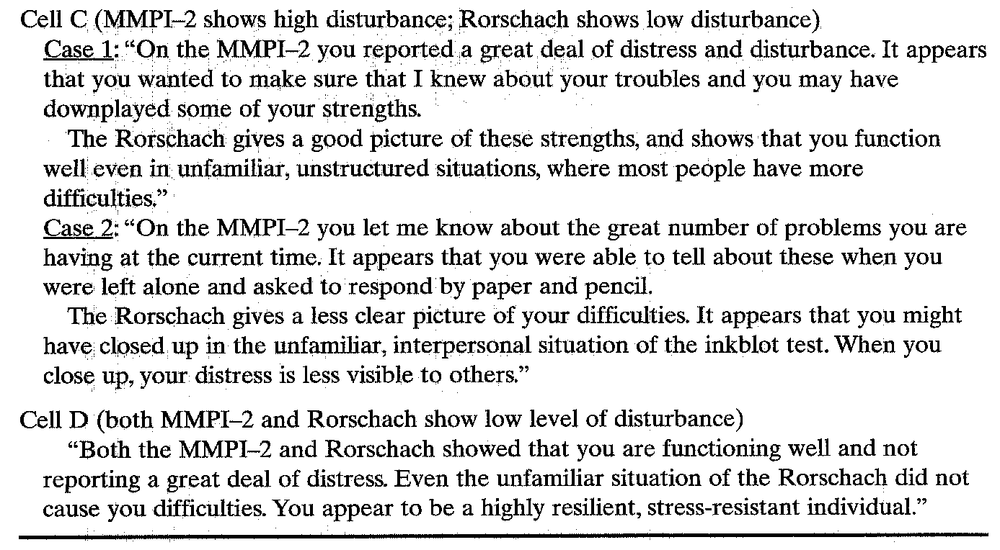 Cell C (MMPI–2 shows high disturbance; Rorschach shows low disturbance)
Case 1: “On the MMPI–2 you reported a great deal of distress and disturbance. It appears
that you wanted to make sure that I knew about your troubles and you may have
downplayed some of your strengths.
The Rorschach gives a good picture of these strengths, and shows that you function
well even in unfamiliar, unstructured situations, where most people have more
difficulties.”
Case 2: “On the MMPI–2 you let me know about the great number of problems you are
having at the current time. It appears that you were able to tell about these when you
were left alone and asked to respond by paper and pencil.
The Rorschach gives a less clear picture of your difficulties. It appears that you might
have closed up in the unfamiliar, interpersonal situation of the inkblot test. When you
close up, your distress is less visible to others.”
Cell D (both MMPI–2 and Rorschach show low level of disturbance)
“Both the MMPI–2 and Rorschach showed that you are functioning well and not
reporting a great deal of distress. Even the unfamiliar situation of the Rorschach did not
cause you difficulties. You appear to be a highly resilient, stress-resistant individual.”